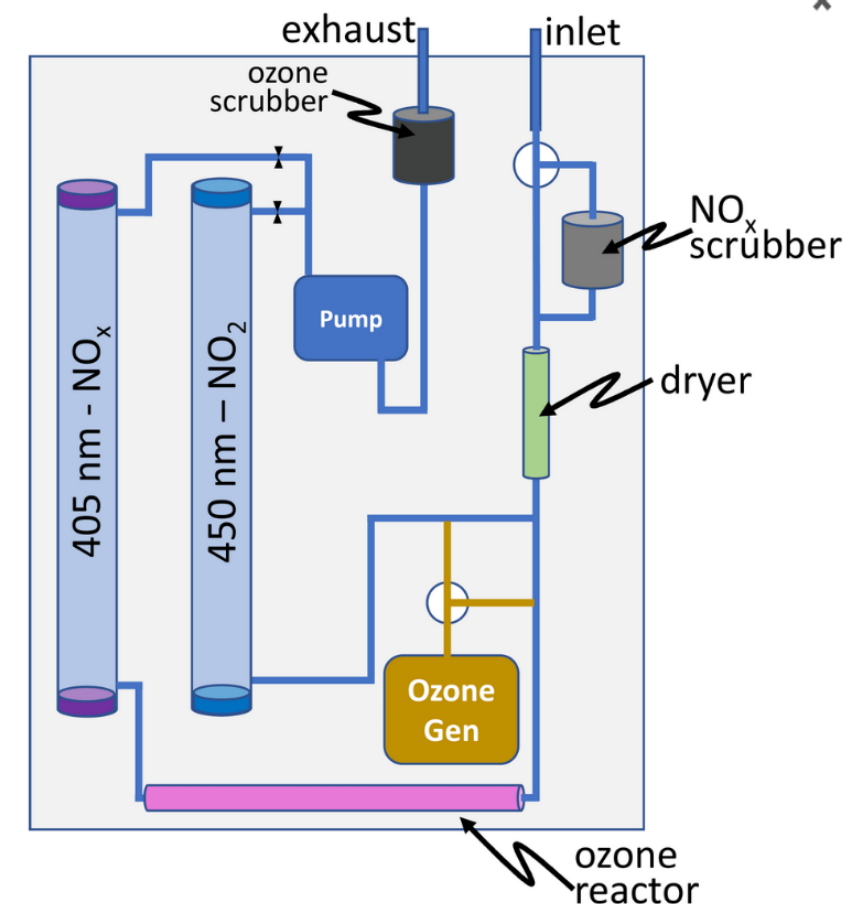 exhaust
inlet
ozone
scrubber
NOx
scrubber
Pump
405 nm - NOx
450 nm – NO2
dryer
Ozone
Gen
ozone
reactor